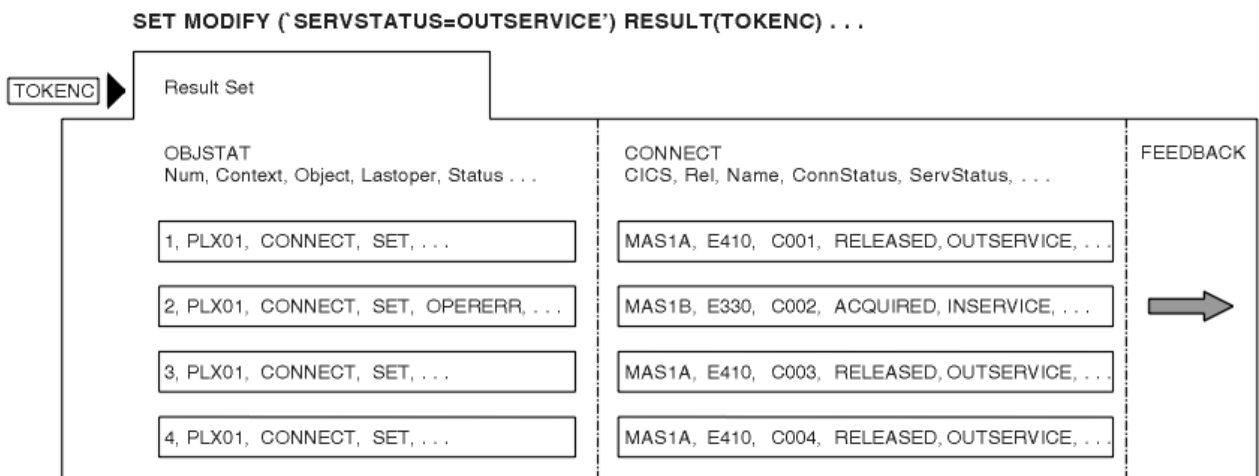 SET MODIFY (`SERVSTATUS=OUTSERVICE') RESULT(TOKENC) . . .
TOKENC
Result Set
OBJSTAT
Num, Context, Object, Lastoper, Status . . .
CONNECT
CICS, Rel, Name, ConnStatus, ServStatus, . . .
FEEDBACK
1, PLX01, CONNECT, SET, . . .
MAS1A, E410, C001, RELEASED, OUTSERVICE, . . .
2, PLX01, CONNECT, SET, OPERERR, . . .
MAS1B, E330, C002, ACQUIRED, INSERVICE, . . .
3, PLX01, CONNECT, SET, . . .
MAS1A, E410, C003, RELEASED, OUTSERVICE, . . .
4, PLX01, CONNECT, SET, . . .
MAS1A, E410, C004, RELEASED, OUTSERVICE, . . .